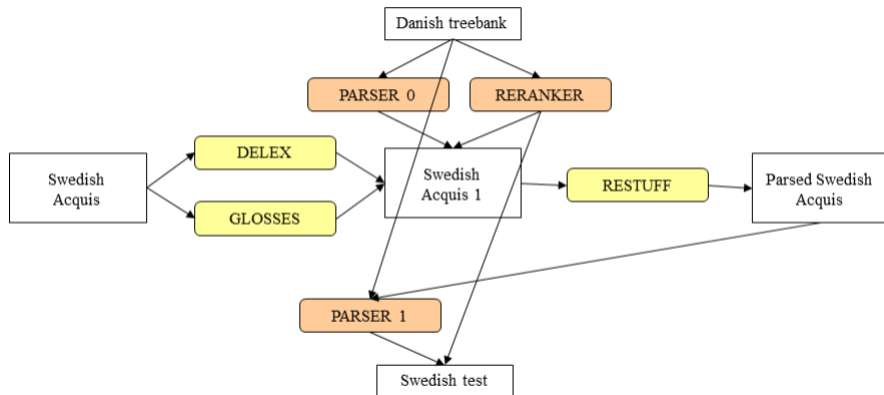 Danish treebank
PARSER 0
RERANKER
Swedish
Acquis
DELEX
GLOSSES
Swedish
Acquis 1
RESTUFF
Parsed Swedish
Acquis
PARSER 1
Swedish test